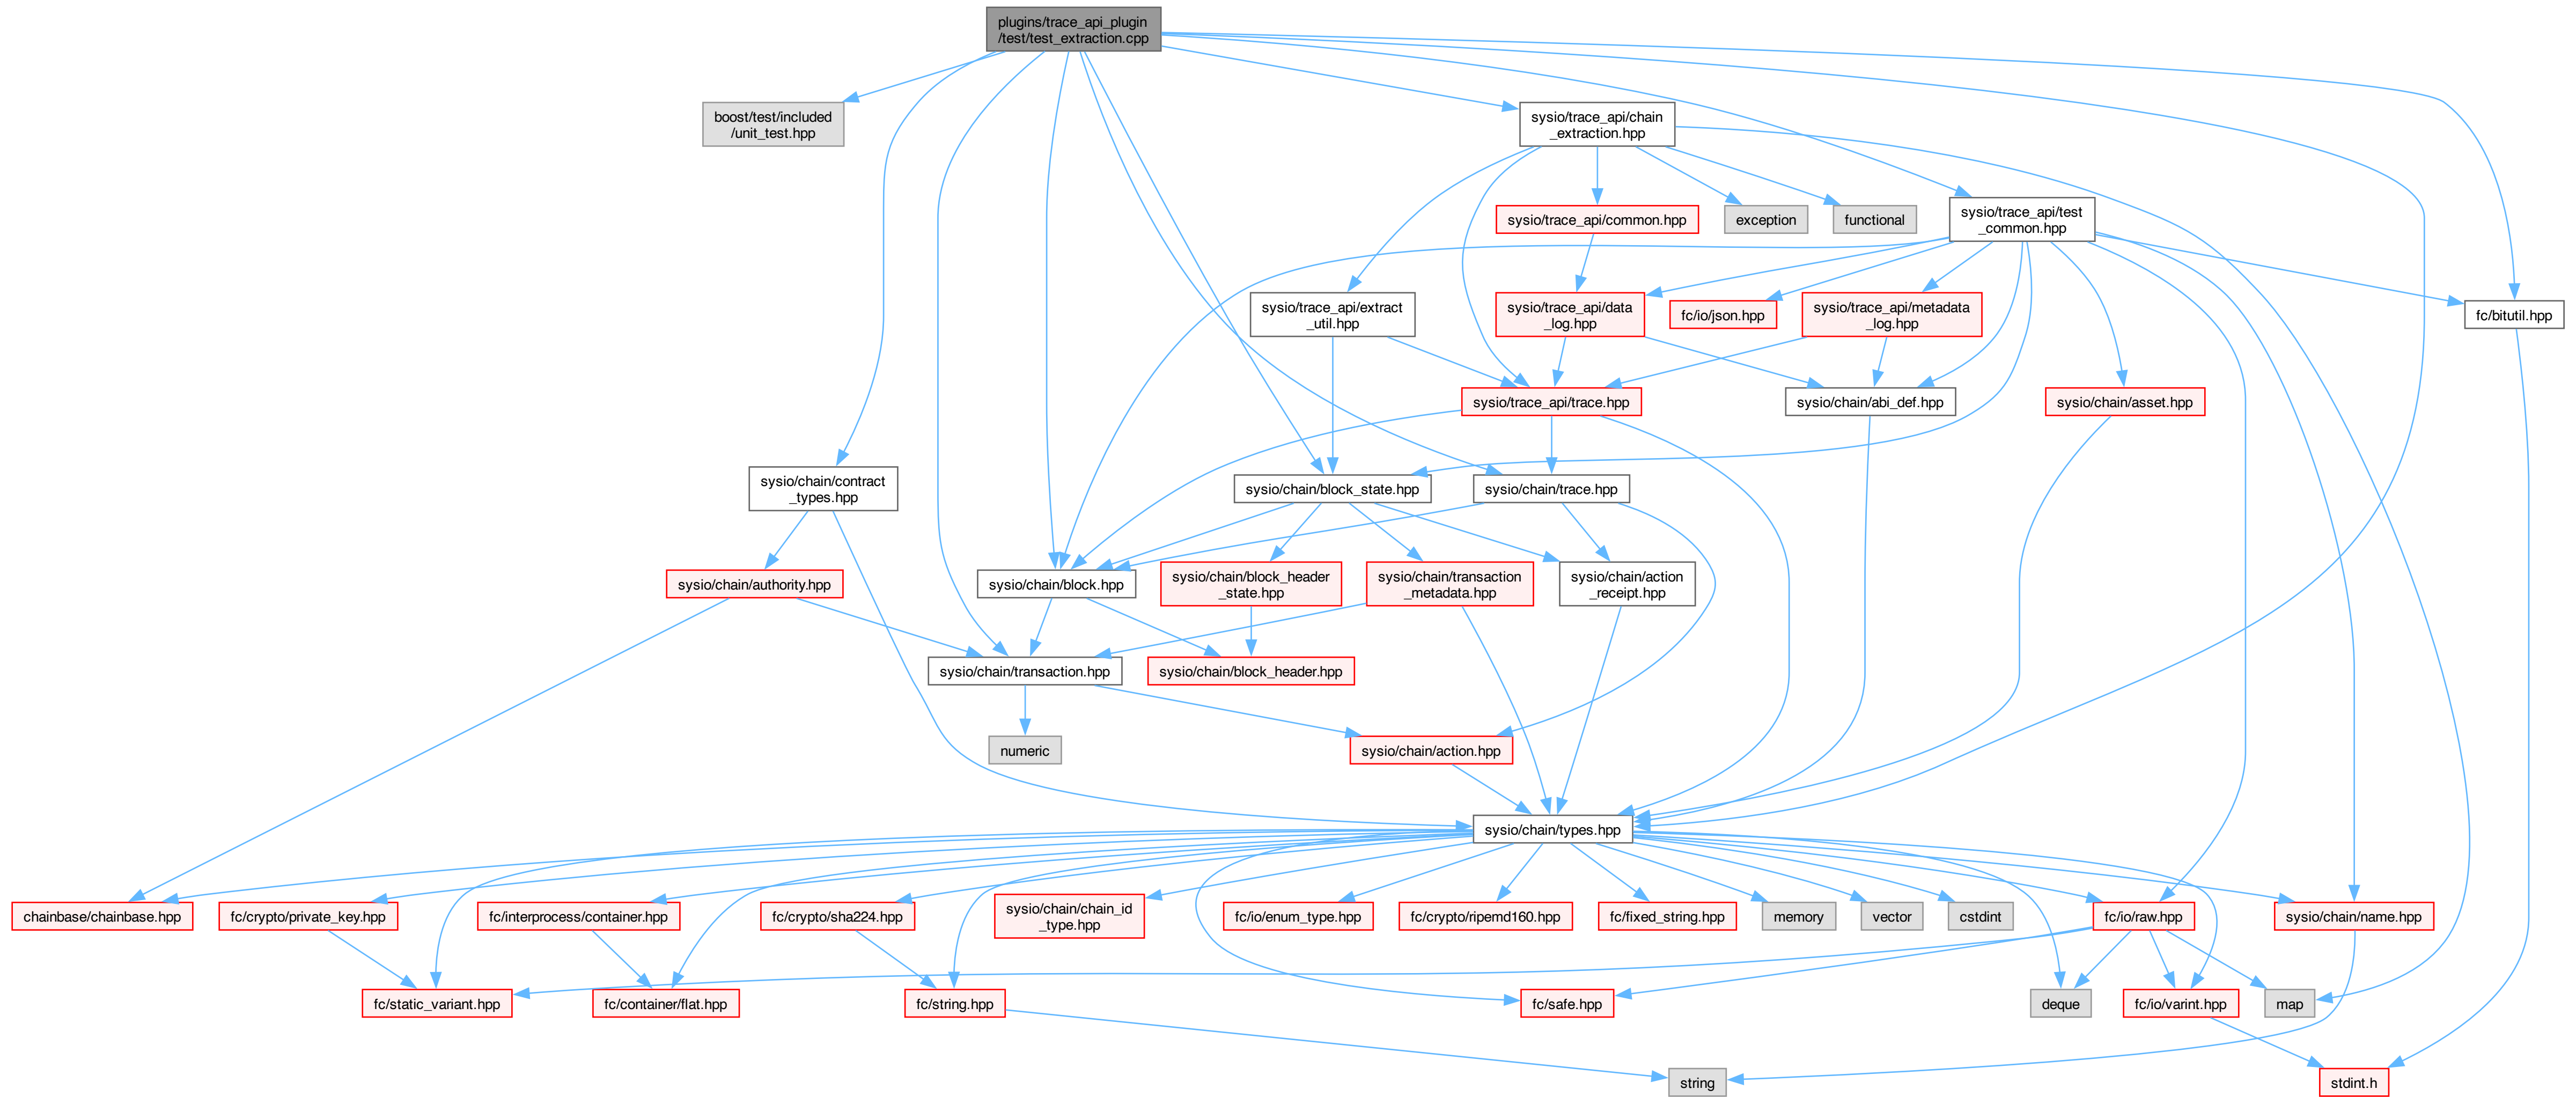 plugins/trace_api_plugin
/test/test_extraction.cpp
boost/test/included
/unit_test.hpp
sysio/trace_api/chain
_extraction.hpp
sysio/trace_api/common.hpp
exception
functional
sysio/trace_api/test
_common.hpp
sysio/trace_api/extract
_util.hpp
sysio/trace_api/data
_log.hpp
fc/io/json.hpp
sysio/trace_api/metadata
_log.hpp
fc/bitutil.hpp
sysio/trace_api/trace.hpp
sysio/chain/abi_def.hpp
sysio/chain/asset.hpp
sysio/chain/contract
_types.hpp
sysio/chain/block_state.hpp
sysio/chain/trace.hpp
sysio/chain/authority.hpp
sysio/chain/block.hpp
sysio/chain/block_header
_state.hpp
sysio/chain/transaction
_metadata.hpp
sysio/chain/action
_receipt.hpp
sysio/chain/transaction.hpp
sysio/chain/block_header.hpp
numeric
sysio/chain/action.hpp
sysio/chain/types.hpp
chainbase/chainbase.hpp
fc/crypto/private_key.hpp
fc/interprocess/container.hpp
fc/crypto/sha224.hpp
sysio/chain/chain_id
_type.hpp
fc/io/enum_type.hpp
fc/crypto/ripemd160.hpp
fc/fixed_string.hpp
memory
vector
cstdint
fc/io/raw.hpp
sysio/chain/name.hpp
fc/static_variant.hpp
fc/container/flat.hpp
fc/string.hpp
fc/safe.hpp
deque
fc/io/varint.hpp
map
string
stdint.h